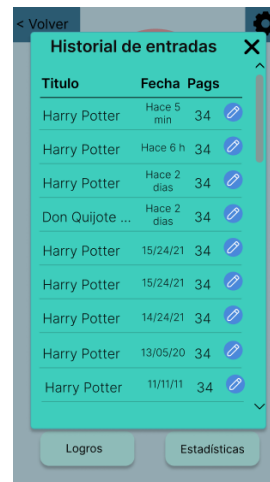 < Volver
Historial de entradas X
Titulo Fecha Pags
Harry Potter Hace 5 min 34
Harry Potter Hace 6 h 34
Harry Potter Hace 2 dias 34
Don Quijote ... Hace 2 dias 34
Harry Potter 15/24/21 34
Harry Potter 15/24/21 34
Harry Potter 14/24/21 34
Harry Potter 13/05/20 34
Harry Potter 11/11/11 34
Logros Estadísticas